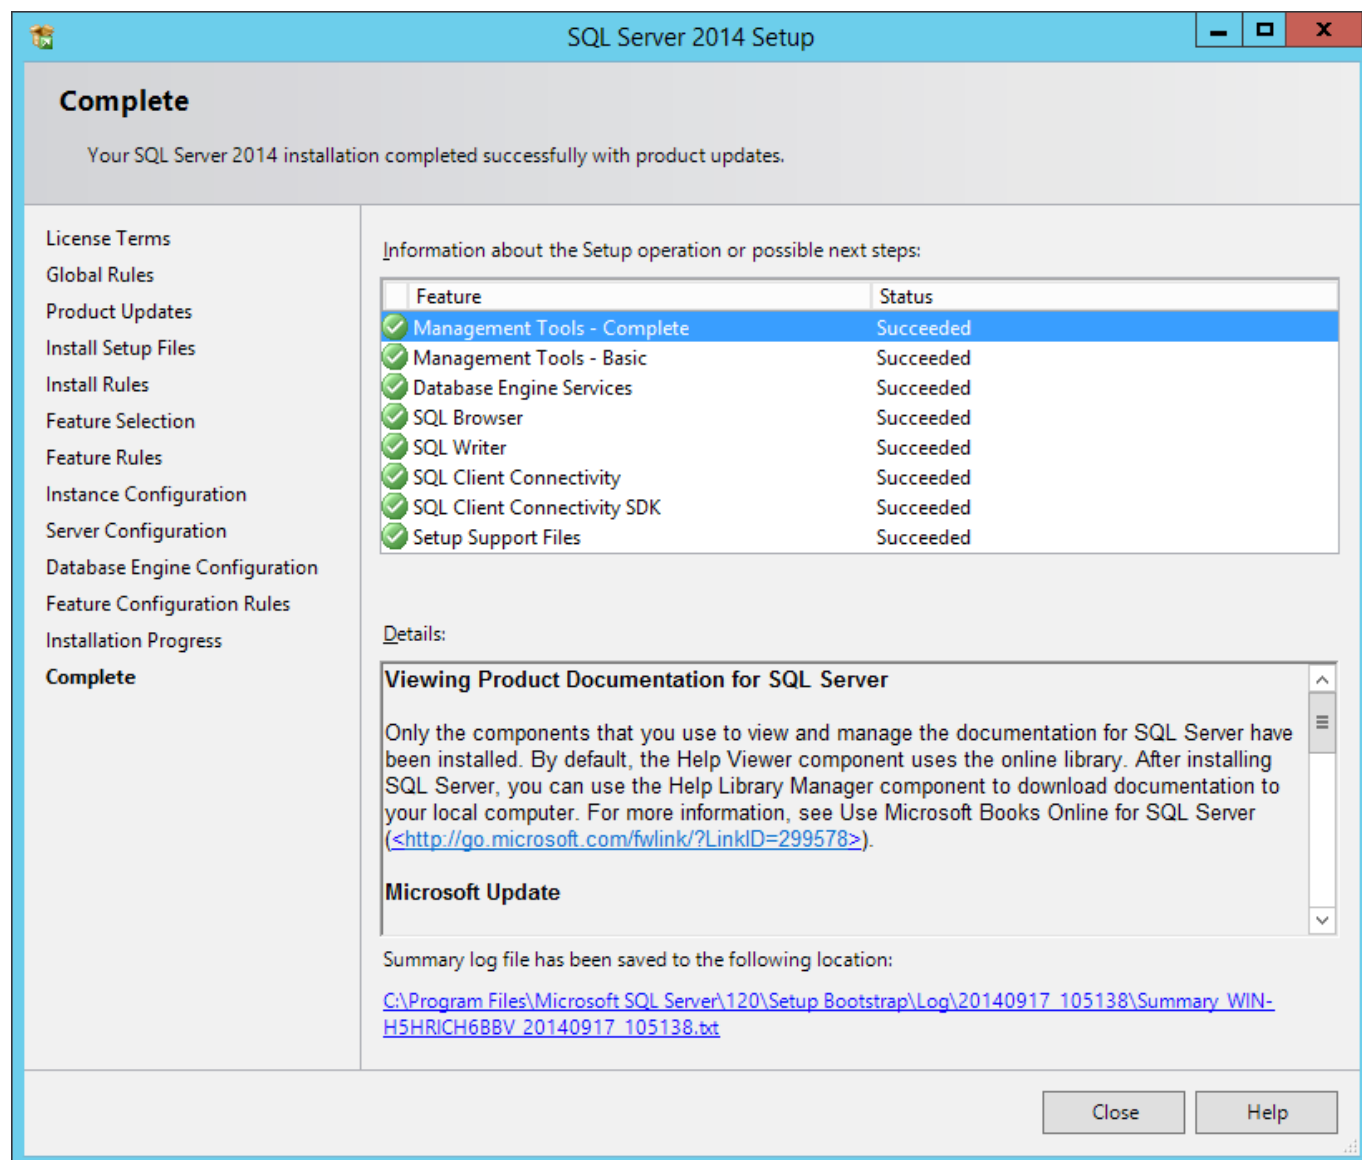 SQL Server 2014 Setup
Complete
Your SQL Server 2014 installation completed successfully with product updates.
License Terms
Global Rules
Product Updates
Install Setup Files
Install Rules
Feature Selection
Feature Rules
Instance Configuration
Server Configuration
Database Engine Configuration
Feature Configuration Rules
Installation Progress
Complete
Information about the Setup operation or possible next steps:
Feature Status
Management Tools - Complete Succeeded
Management Tools - Basic Succeeded
Database Engine Services Succeeded
SQL Browser Succeeded
SQL Writer Succeeded
SQL Client Connectivity Succeeded
SQL Client Connectivity SDK Succeeded
Setup Support Files Succeeded
Details:
Viewing Product Documentation for SQL Server
Only the components that you use to view and manage the documentation for SQL Server have
been installed. By default, the Help Viewer component uses the online library. After installing
SQL Server, you can use the Help Library Manager component to download documentation to
your local computer. For more information, see Use Microsoft Books Online for SQL Server
(<http://go.microsoft.com/fwlink/?LinkID=299578>).
Microsoft Update
Summary log file has been saved to the following location:
C:\Program Files\Microsoft SQL Server\120\Setup Bootstrap\Log\20140917_105138\Summary_WIN-
H5HRICH6BBV_20140917_105138.txt
Close Help